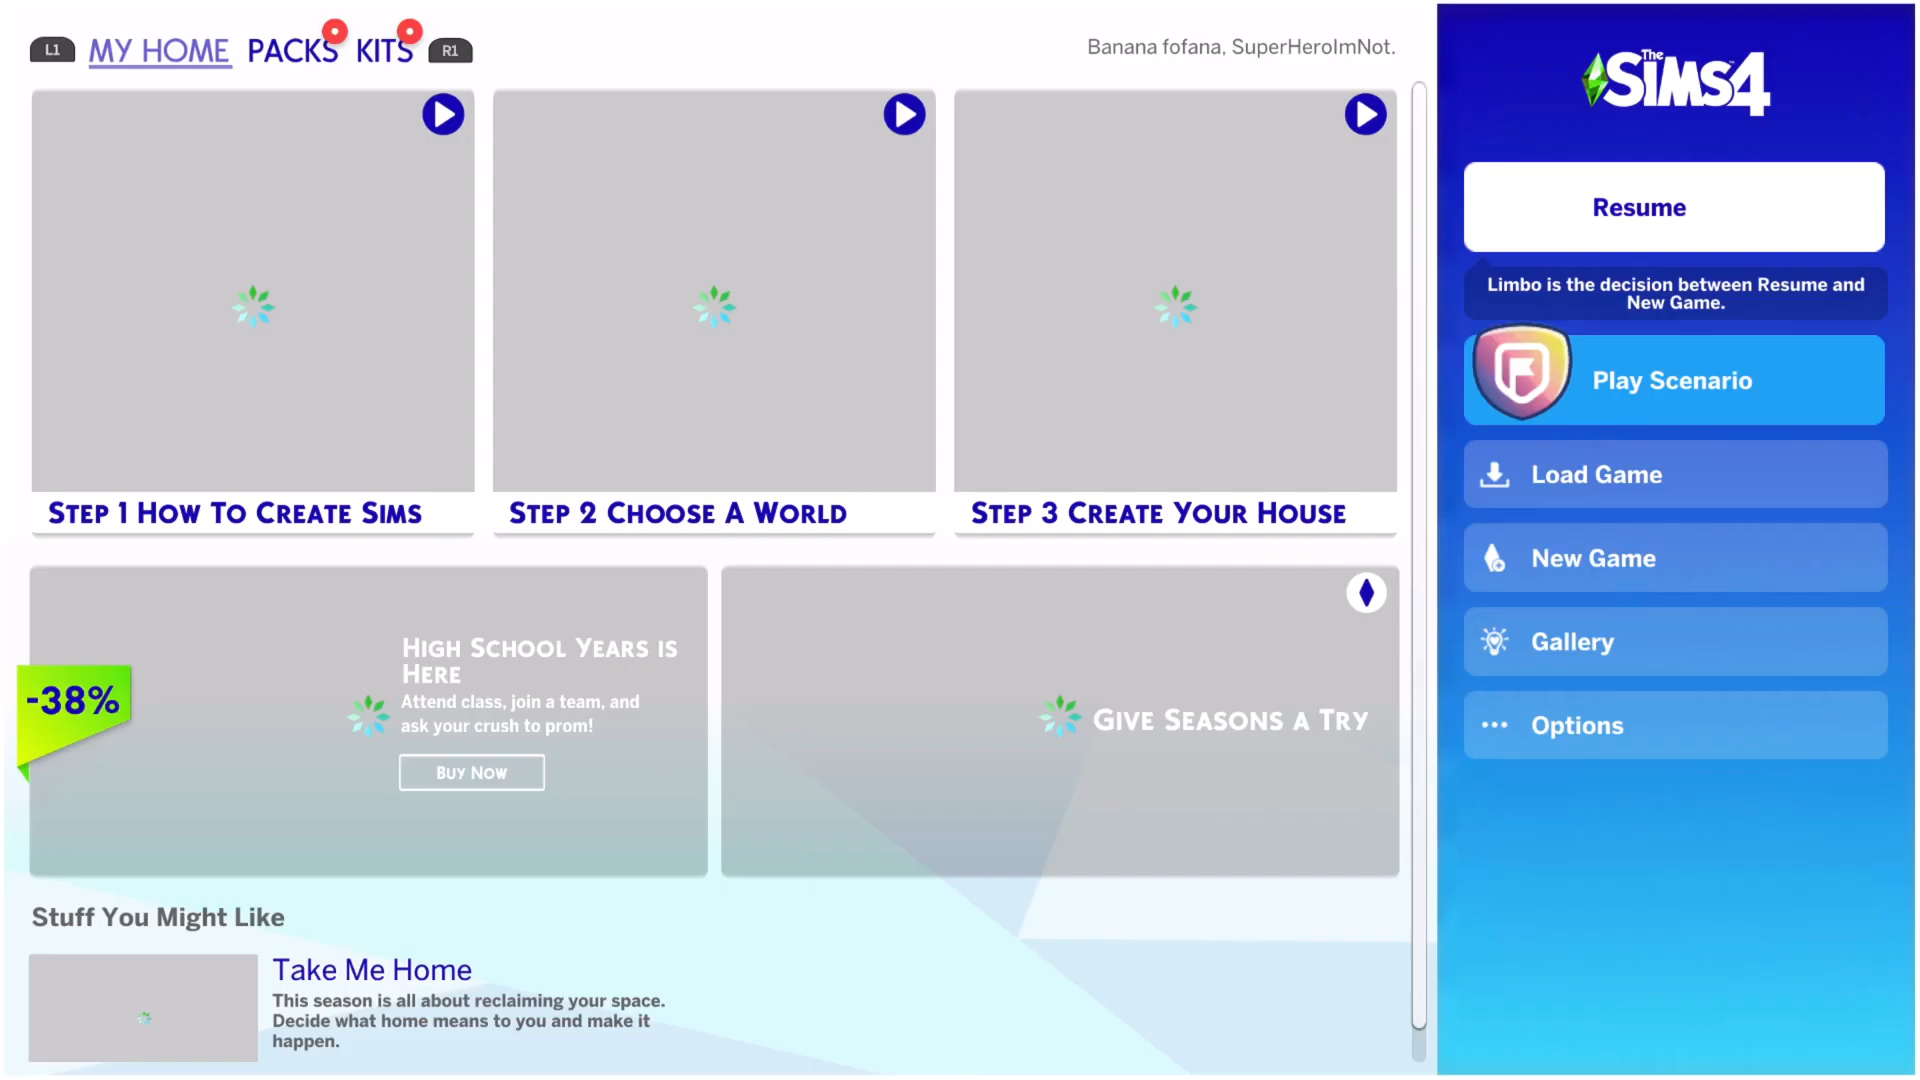 L1 MY HOME PACKS KITS R1
Banana fofana, SuperHeroImNot.
STEP 1 HOW TO CREATE SIMS
STEP 2 CHOOSE A WORLD
STEP 3 CREATE YOUR HOUSE
-38%
HIGH SCHOOL YEARS IS
HERE
Attend class, join a team, and
ask your crush to prom!
BUY NOW
GIVE SEASONS A TRY
Stuff You Might Like
Take Me Home
This season is all about reclaiming your space.
Decide what home means to you and make it
happen.
The SIMS 4
Resume
Limbo is the decision between Resume and
New Game.
Play Scenario
Load Game
New Game
Gallery
Options